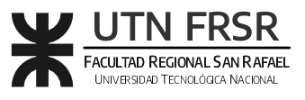 UTN FRSR
FACULTAD REGIONAL SAN RAFAEL
UNIVERSIDAD TECNOLÓGICA NACIONAL